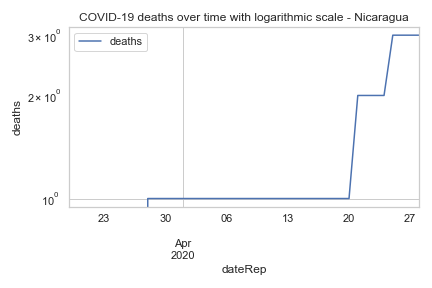 COVID-19 deaths over time with logarithmic scale - Nicaragua
deaths
3 × 10⁰
2 × 10⁰
10⁰
deaths
23 30 06 13 20 27
Apr
2020
dateRep